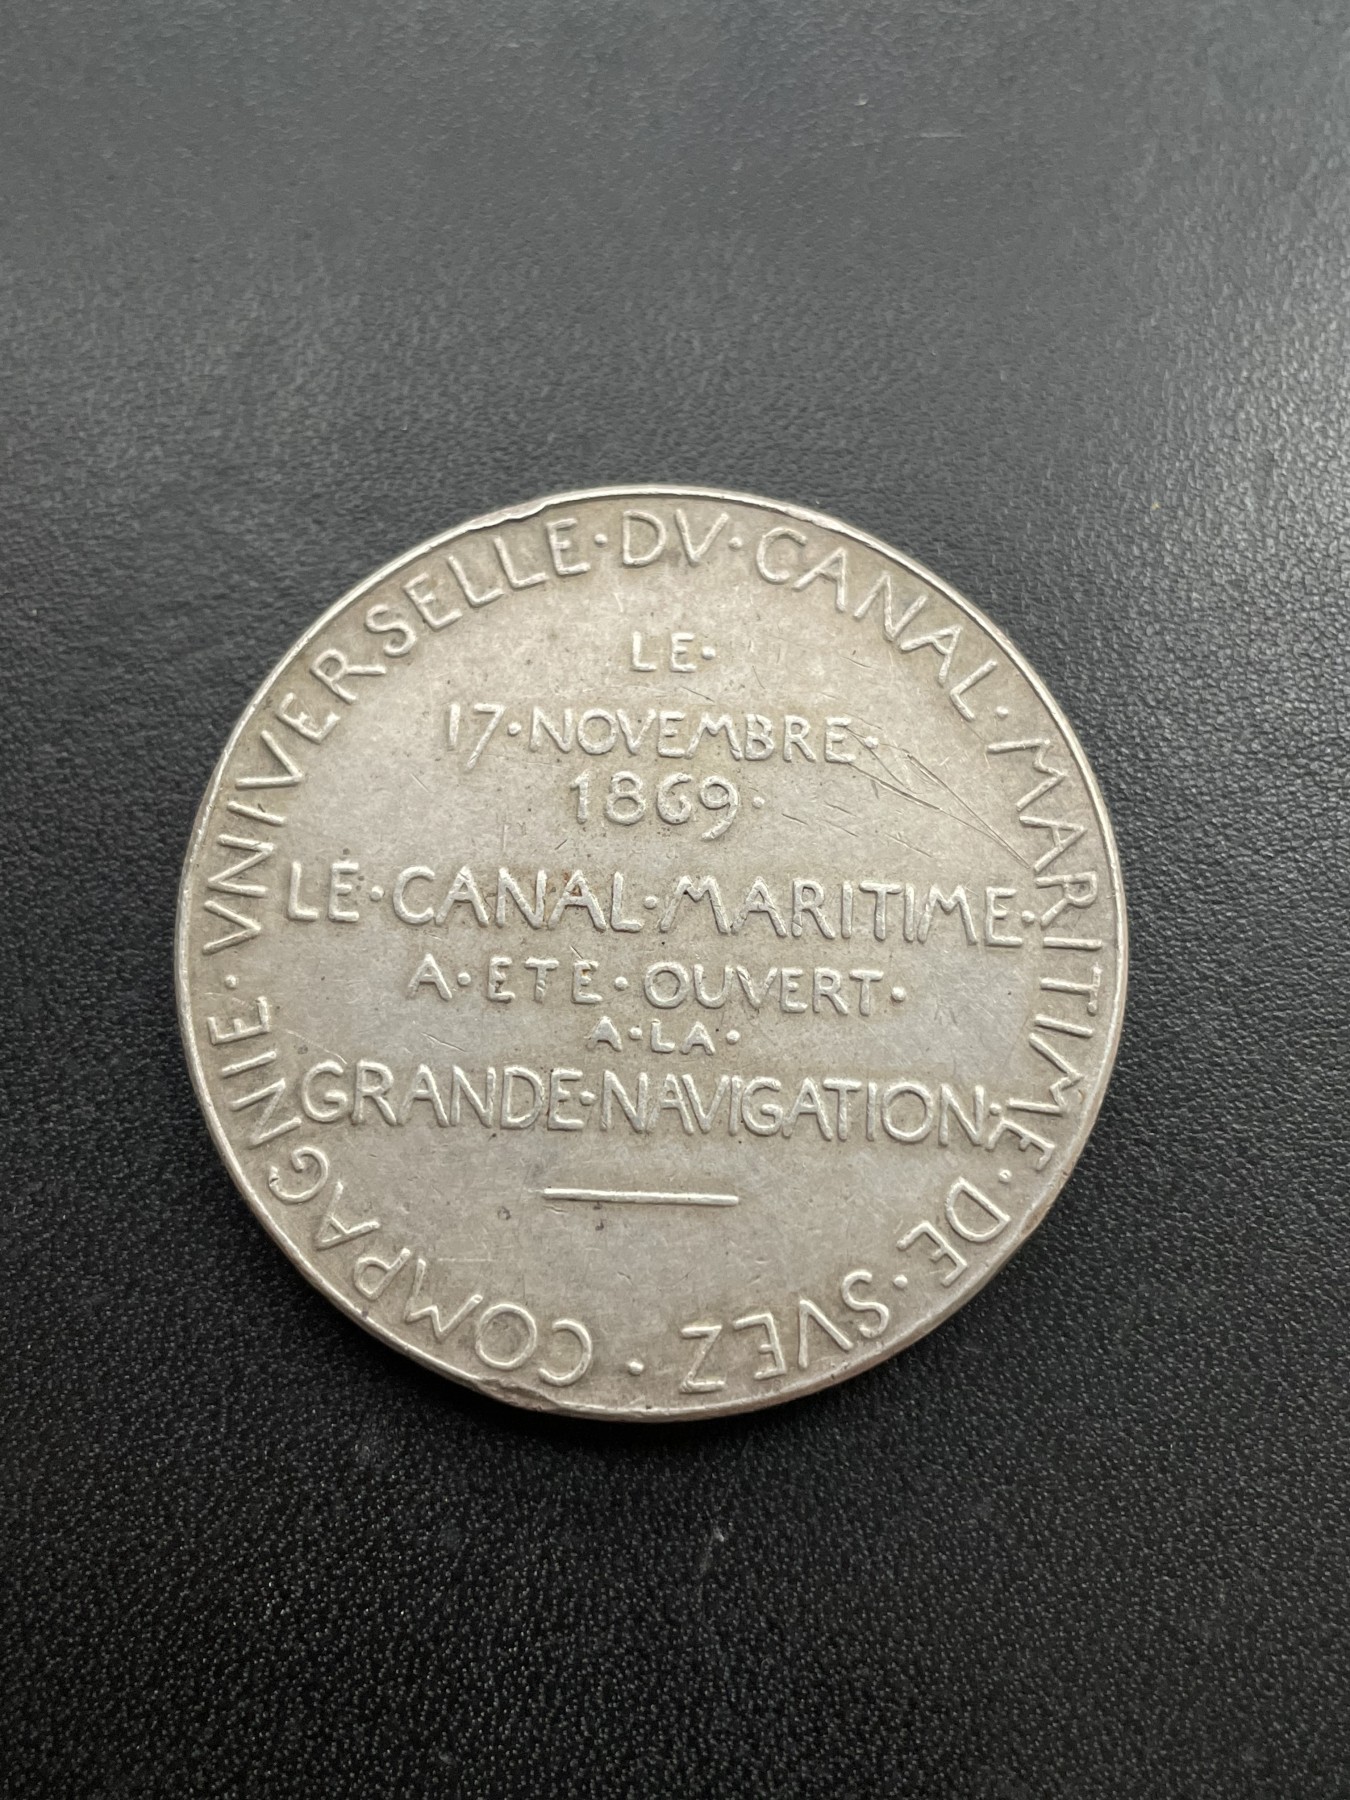 COMPAGNIE · VNIVERSELLE · DV · CANAL · MARITIME · DE · SVEZ ·
LE ·
17 · NOVEMBRE ·
1869 ·
LE · CANAL · MARITIME ·
A · ETE · OUVERT ·
A · LA ·
GRANDE · NAVIGATION ·